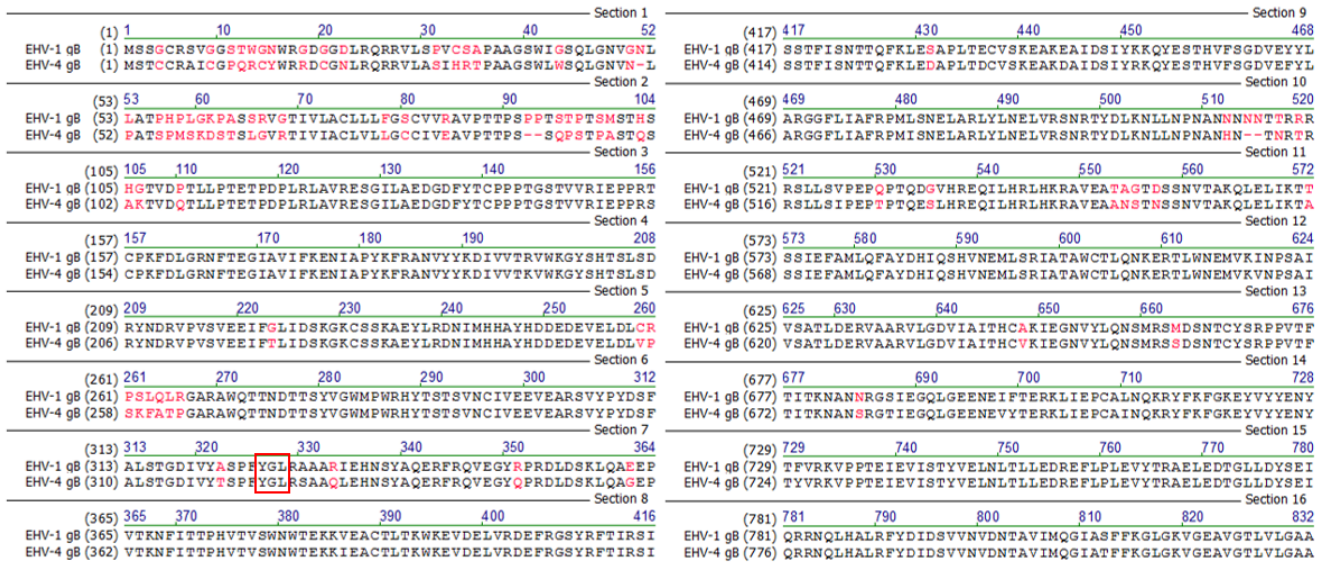 Section 1
(1) 1 10 20 30 40 52
EHV-1 gB (1) MSSGCRSVGGSTWGNWRGDGGDLRQRRVLSPVCSAPAAGSWIGSQLGNVGNL
EHV-4 gB (1) MSTCCRAICGPQRCYWRRDCGNLRQRRVLASIHRTPAAGSWLWSQLGNVN-L
Section 2
(53) 53 60 70 80 90 104
EHV-1 gB (53) LATPHPLGKPASSRVGTIVLACLLLFGSCVVRAVPTTPSPPTSTPTSMSTHS
EHV-4 gB (52) PATSPMSKDSTSLGVRTIVIACLVLLGCCIVEAVPTTPS--SQPSTPASTQS
Section 3
(105) 105 110 120 130 140 156
EHV-1 gB (105) HGTVDPTLLPTETPDPLRLAVRESGILAEDGDFYTCPPPTGSTVVRIEPPRT
EHV-4 gB (102) AKTVDQTLLPTETPDPLRLAVRESGILAEDGDFYTCPPPTGSTVVRIEPPRS
Section 4
(157) 157 170 180 190 208
EHV-1 gB (157) CPKFDLGRNFTEGIAVIFKENIAPYKFRANVYYKDIVVTRVWKGYSHTSLSD
EHV-4 gB (154) CPKFDLGRNFTEGIAVIFKENIAPYKFRANVYYKDIVVTKVWKGYSHTSLSD
Section 5
(209) 209 220 230 240 250 260
EHV-1 gB (209) RYNDRVPVSVEEIFGLIDSKGKCSSKAEYLRDNIMHHAYHDDEDEVELDLCR
EHV-4 gB (206) RYNDRVPVSVEEIFTLIDSKGKCSSKAEYLRDNIMHHAYHDDEDEVELDLVP
Section 6
(261) 261 270 280 290 300 312
EHV-1 gB (261) PSLQLRGARAWQTTNDTTSYVGWMPWRHYTSTSVNCIVEEVEARSVYPYDSF
EHV-4 gB (258) SKFATPGARAWQTTNDTTSYVGWMPWRHYTSTSVNCIVEEVEARSVYPYDSF
Section 7
(313) 313 320 330 340 350 364
EHV-1 gB (313) ALSTGDIVYASPFYGLRAAARIEHNSYAQERFRQVEGYRPRDLDSKLQAEEP
EHV-4 gB (310) ALSTGDIVYTSPFYGLRSAAQLEHNSYAQERFRQVEGYQPRDLDSKLQAGEP
Section 8
(365) 365 370 380 390 400 416
EHV-1 gB (365) VTKNFITTPHVTVSWNWTEKKVEACTLTKWKEVDELVRDEFRGSYRFTIRSI
EHV-4 gB (362) VTKNFITTPHVTVSWNWTEKKIEACTLTKWKEVDELVRDEFRGSYRFTIRSI
Section 9
(417) 417 430 440 450 468
EHV-1 gB (417) SSTFISNTTQFKLESAPLTECVSKEAKEAIDSIYKKQYESTHVFSGDVEYYL
EHV-4 gB (414) SSTFISNTTQFKLEDAPLTDCVSKEAKDAIDSIYRKQYESTHVFSGDVEFYL
Section 10
(469) 469 480 490 500 510 520
EHV-1 gB (469) ARGGFLIAFRPMLSNELARLYLNELVRSNRTYDLKNLLNPNANNNNNTTRRR
EHV-4 gB (466) ARGGFLIAFRPMISNELARLYLNELVRSNRTYDLKNLLNPNANHN--TNRTR
Section 11
(521) 521 530 540 550 560 572
EHV-1 gB (521) RSLLSVPEPQPTQDGVHREQILHRLHKRAVEATAGTDSSNVTAKQLELIKTT
EHV-4 gB (516) RSLLSIPEPTPTQESLHREQILHRLHKRAVEAANSTNSSNVTAKQLELIKTA
Section 12
(573) 573 580 590 600 610 624
EHV-1 gB (573) SSIEFAMLQFAYDHIQSHVNEMLSRIATAWCTLQNKERTLWNEMVKINPSAI
EHV-4 gB (568) SSIEFAMLQFAYDHIQSHVNEMLSRIATAWCTLQNKERTLWNEMVKVNPSAI
Section 13
(625) 625 630 640 650 660 676
EHV-1 gB (625) VSATLDERVAARVLGDVIAITHCAKIEGNVYLQNSMRSMDSNTCYSRPPVTF
EHV-4 gB (620) VSATLDERVAARVLGDVIAITHCVKIEGNVYLQNSMRSSDSNTCYSRPPVTF
Section 14
(677) 677 690 700 710 728
EHV-1 gB (677) TITKNANNRGSIEGQLGEENEIFTERKLIEPCALNQKRYFKFGKEYVYYENY
EHV-4 gB (672) TITKNANSRGTIEGQLGEENEVYTERKLIEPCAINQKRYFKFGKEYVYYENY
Section 15
(729) 729 740 750 760 770 780
EHV-1 gB (729) TFVRKVPPTEIEVISTYVELNLTLLEDREFLPLEVYTRAELEDTGLLDYSEI
EHV-4 gB (724) TYVRKVPPTEIEVISTYVELNLTLLEDREFLPLEVYTRAELEDTGLLDYSEI
Section 16
(781) 781 790 800 810 820 832
EHV-1 gB (781) QRRNQLHALRFYDIDSVVNVDNTAVIMQGIASFFKGLGKVGEAVGTLVLGAA
EHV-4 gB (776) QRRNQLHALRFYDIDSVVNVDNTAVIMQGIATFFKGLGKVGEAVGTLVLGAA